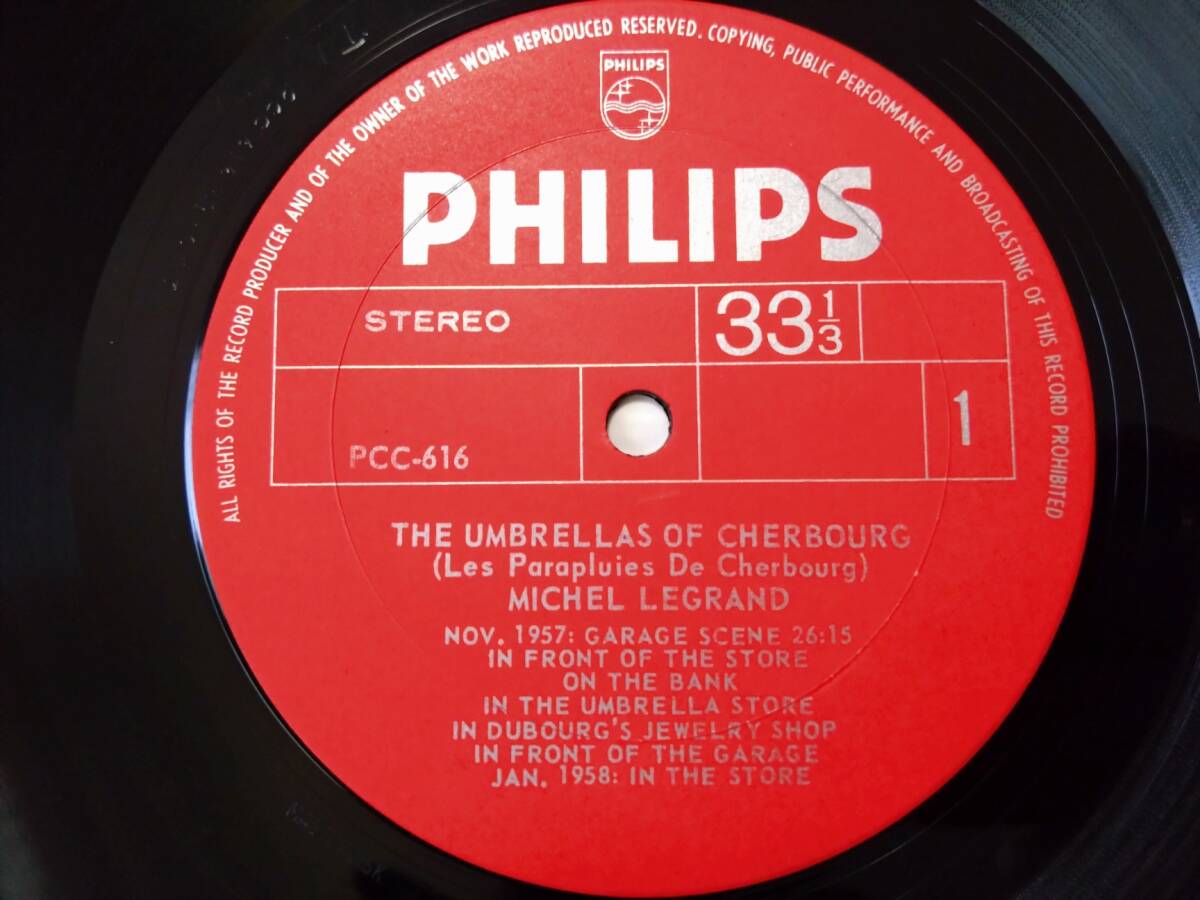 ALL RIGHTS OF THE RECORD PRODUCER AND OF THE OWNER OF THE WORK REPRODUCED RESERVED. COPYING, PUBLIC PERFORMANCE AND BROADCASTING OF THIS RECORD PROHIBITED
PHILIPS
PHILIPS
STEREO
33 1/3
PCC-616
1
THE UMBRELLAS OF CHERBOURG
(Les Parapluies De Cherbourg)
MICHEL LEGRAND
NOV. 1957: GARAGE SCENE 26:15
IN FRONT OF THE STORE
ON THE BANK
IN THE UMBRELLA STORE
IN DUBOURG'S JEWELRY SHOP
IN FRONT OF THE GARAGE
JAN. 1958: IN THE STORE